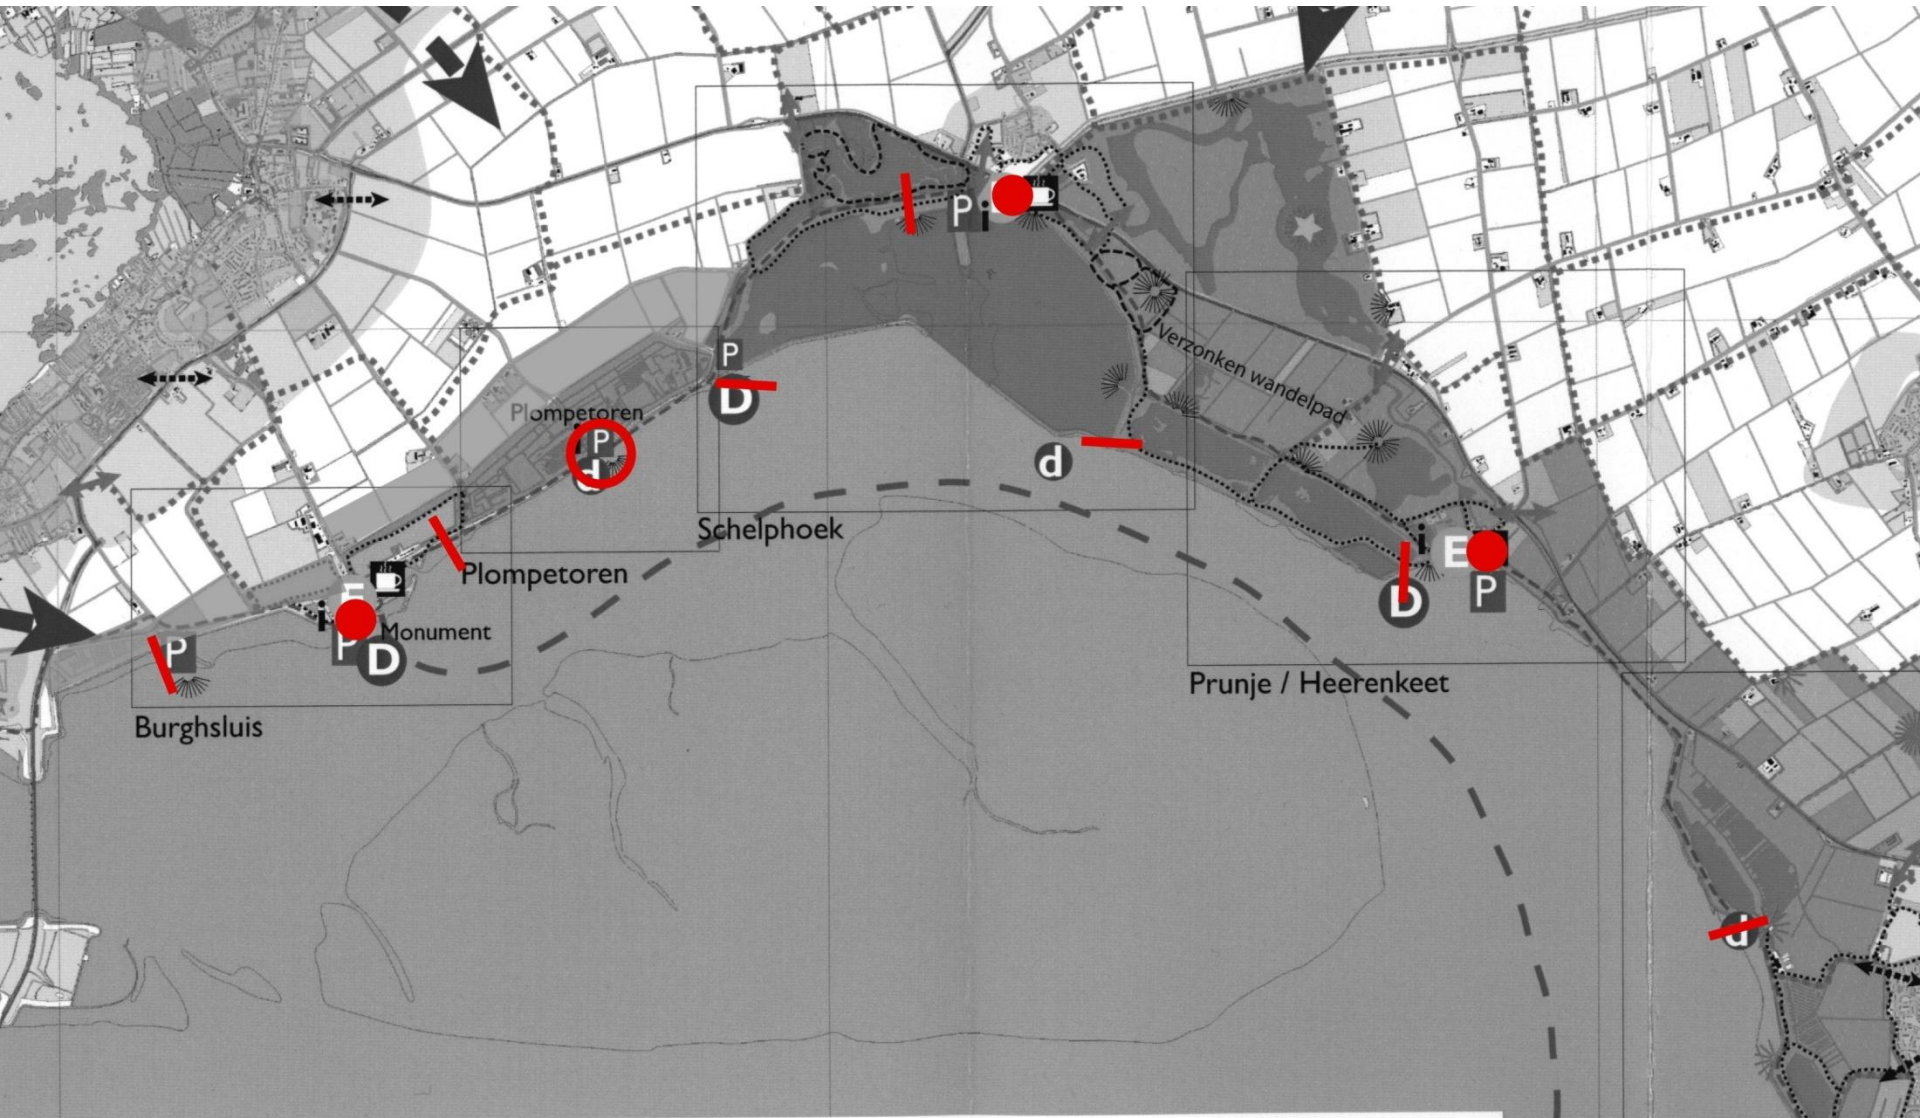 P
i
Verzonken wandelpad
P
D
Plompetoren
P
d
d
Schelphoek
i
E
P
D
Plompetoren
E
i
Monument
P
D
P
Prunje / Heerenkeet
Burghsluis
d